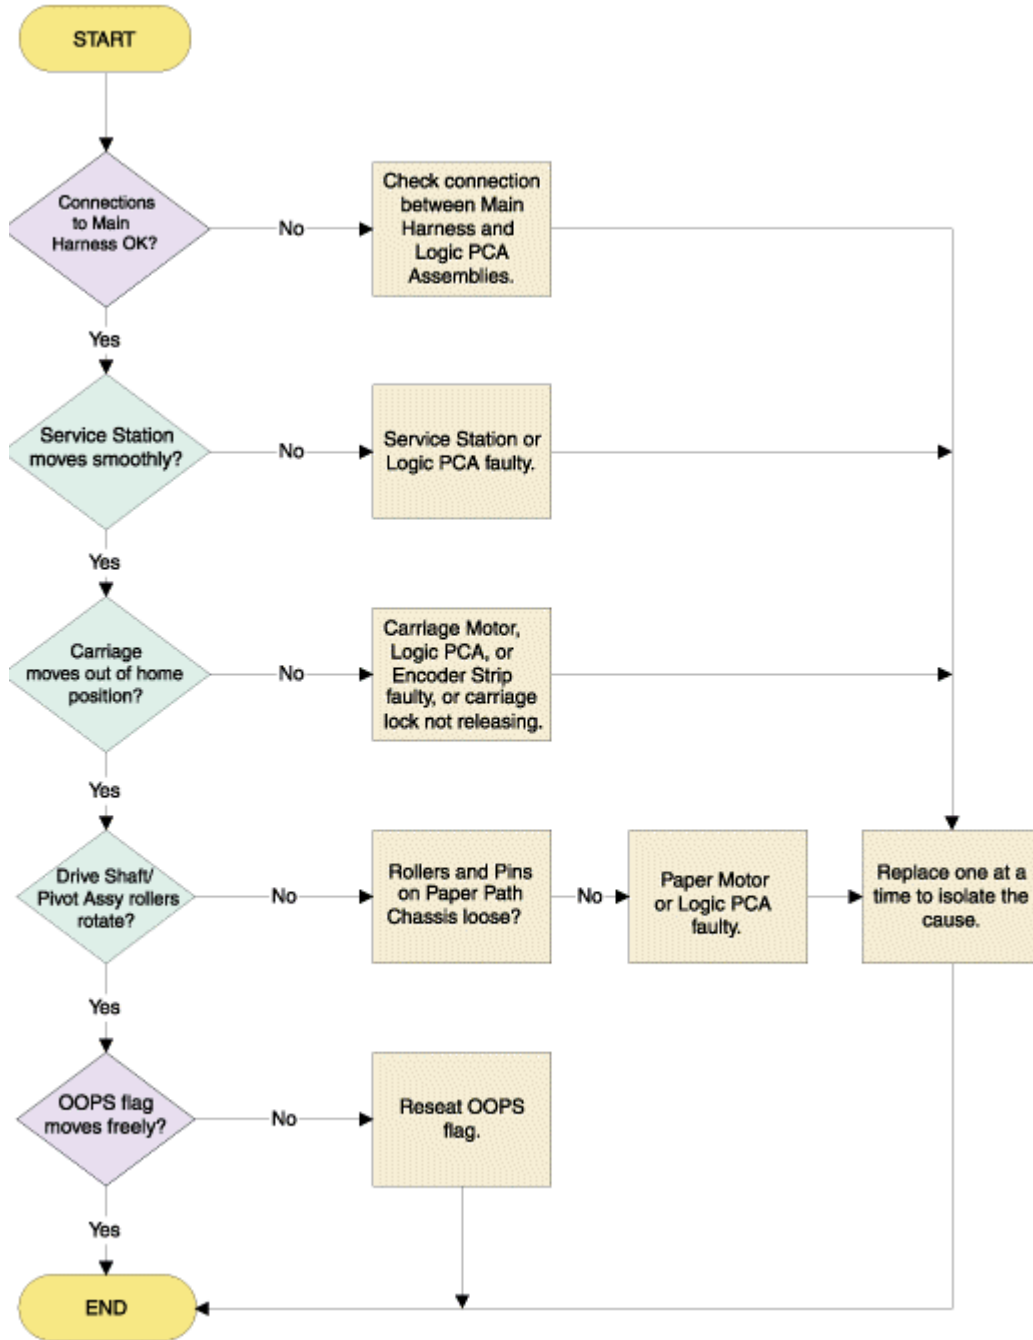 START
Connections
to Main
Harness OK?
No
Check connection
between Main
Harness and
Logic PCA
Assemblies.
Yes
Service Station
moves smoothly?
No
Service Station or
Logic PCA faulty.
Yes
Carriage
moves out of home
position?
No
Carriage Motor,
Logic PCA, or
Encoder Strip
faulty, or carriage
lock not releasing.
Yes
Drive Shaft/
Pivot Assy rollers
rotate?
No
Rollers and Pins
on Paper Path
Chassis loose?
No
Paper Motor
or Logic PCA
faulty.
Replace one at a
time to isolate the
cause.
Yes
OOPS flag
moves freely?
No
Reseat OOPS
flag.
Yes
END